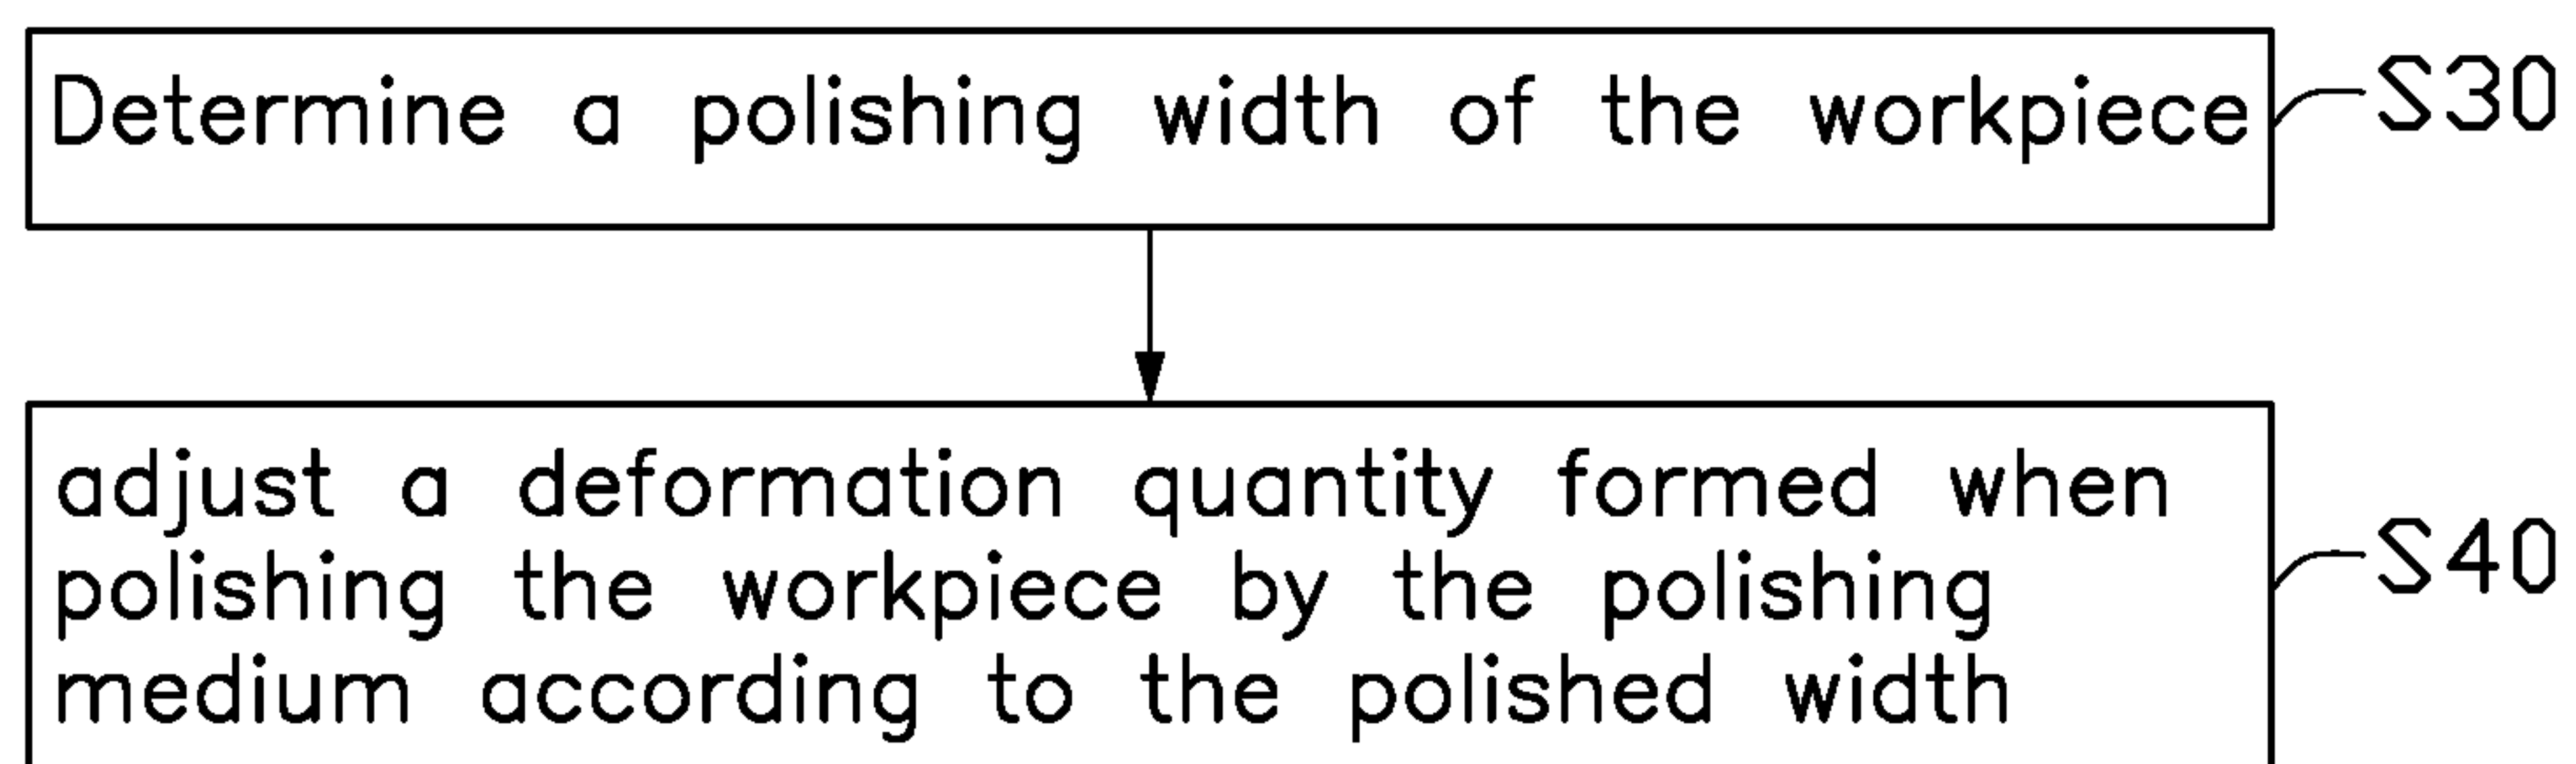 Determine a polishing width of the workpiece
S30
adjust a deformation quantity formed when
polishing the workpiece by the polishing
medium according to the polished width
S40